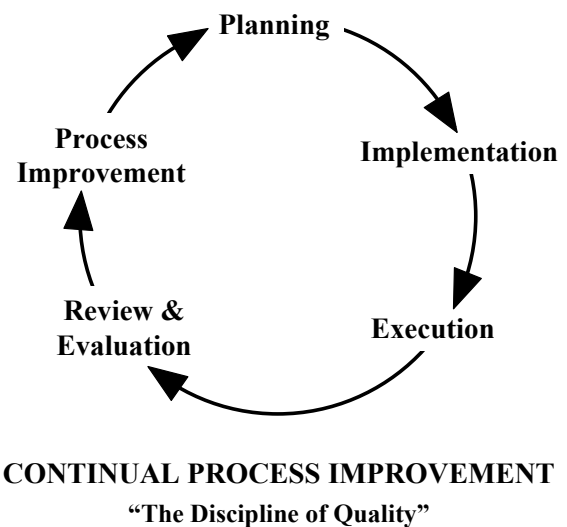 Planning
Implementation
Execution
Review &
Evaluation
Process
Improvement
CONTINUAL PROCESS IMPROVEMENT
“The Discipline of Quality”